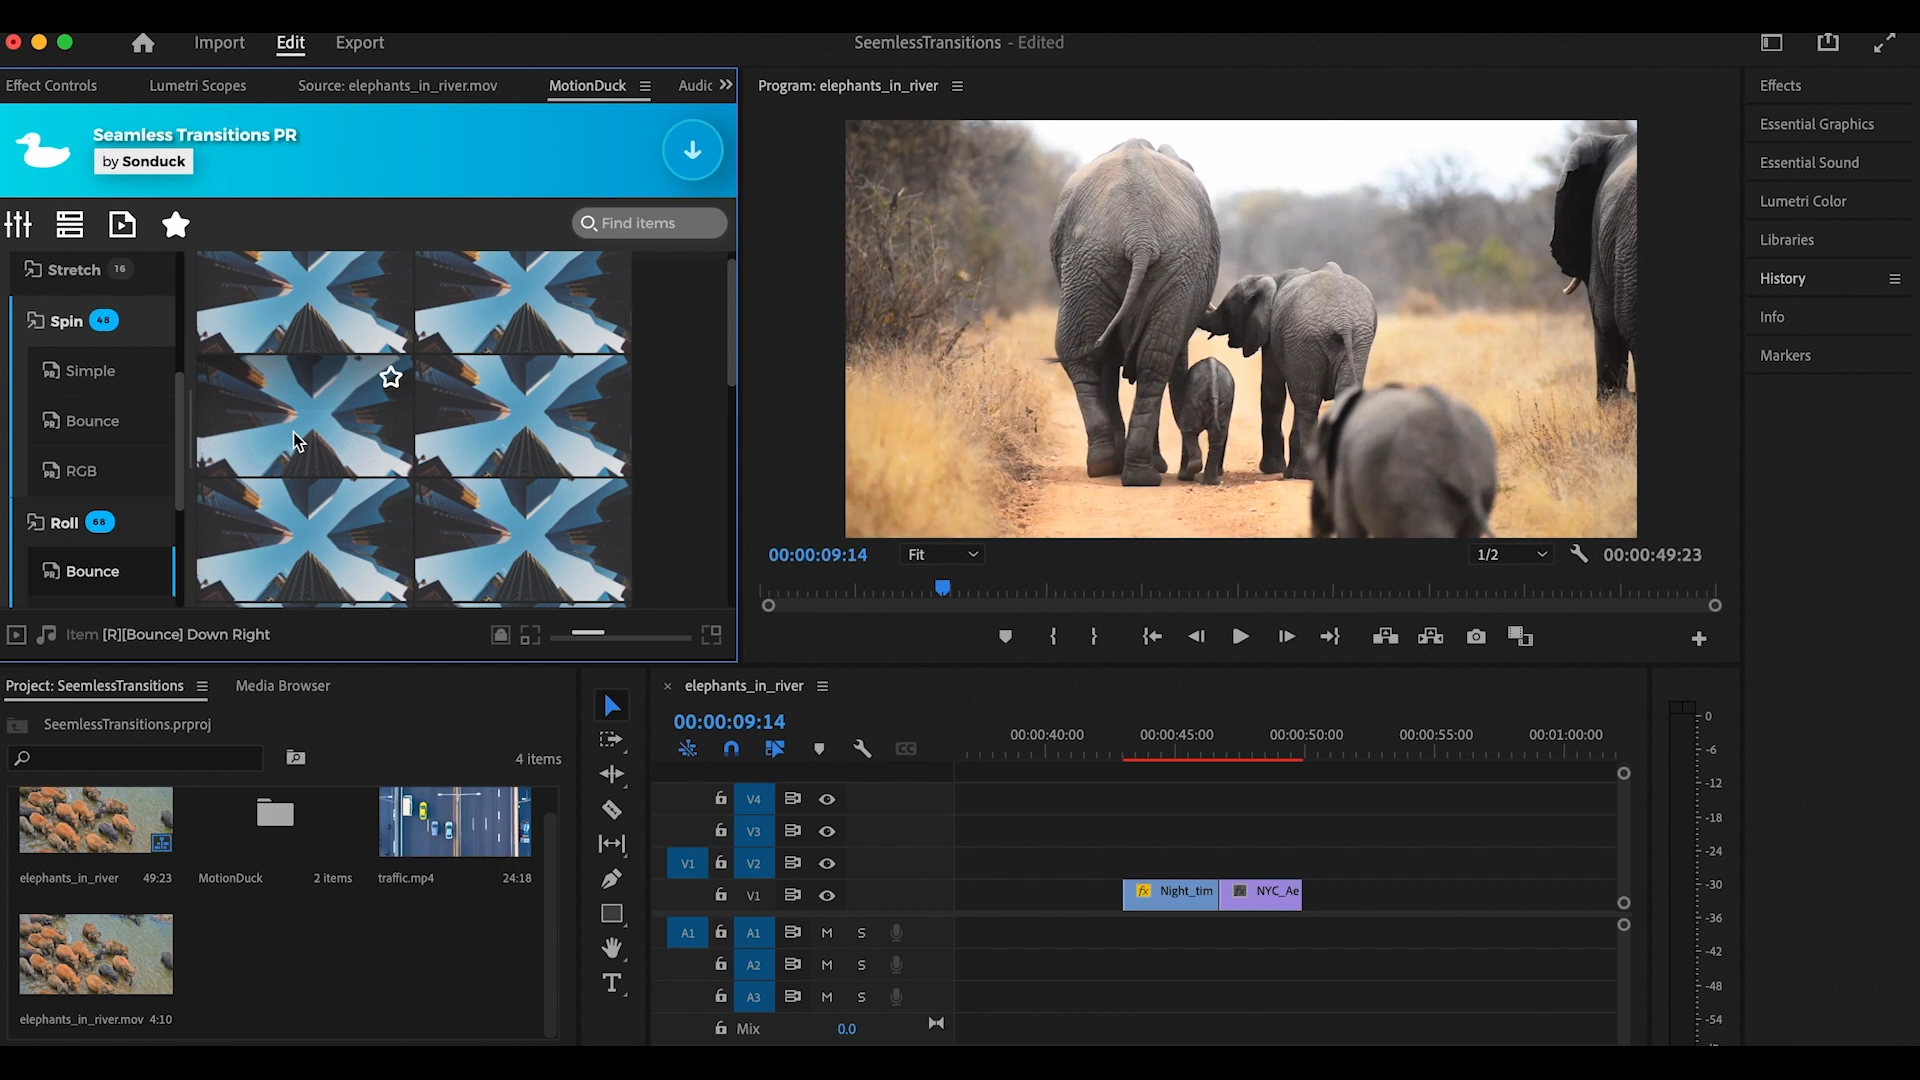 Import
Edit
Export
SeemlessTransitions - Edited
Effect Controls
Lumetri Scopes
Source: elephants_in_river.mov
MotionDuck
Audic
Program: elephants_in_river
Seamless Transitions PR
by Sonduck
Find items
Stretch 16
Spin 48
Simple
Bounce
RGB
Roll 68
Bounce
Item [R][Bounce] Down Right
00:00:09:14
Fit
1/2
00:00:49:23
Effects
Essential Graphics
Essential Sound
Lumetri Color
Libraries
History
Info
Markers
Project: SeemlessTransitions
Media Browser
SeemlessTransitions.prproj
4 items
elephants_in_river 49:23
MotionDuck 2 items
traffic.mp4 24:18
elephants_in_river.mov 4:10
× elephants_in_river
00:00:09:14
00:00:40:00 00:00:45:00 00:00:50:00 00:00:55:00 00:01:00:00
V4
V3
V1 V2
V1
fx Night_tim fx NYC_Ae
A1 A1 M S
A2 M S
A3 M S
Mix 0.0
0
-6
-12
-18
-24
-30
-36
-42
-48
-54